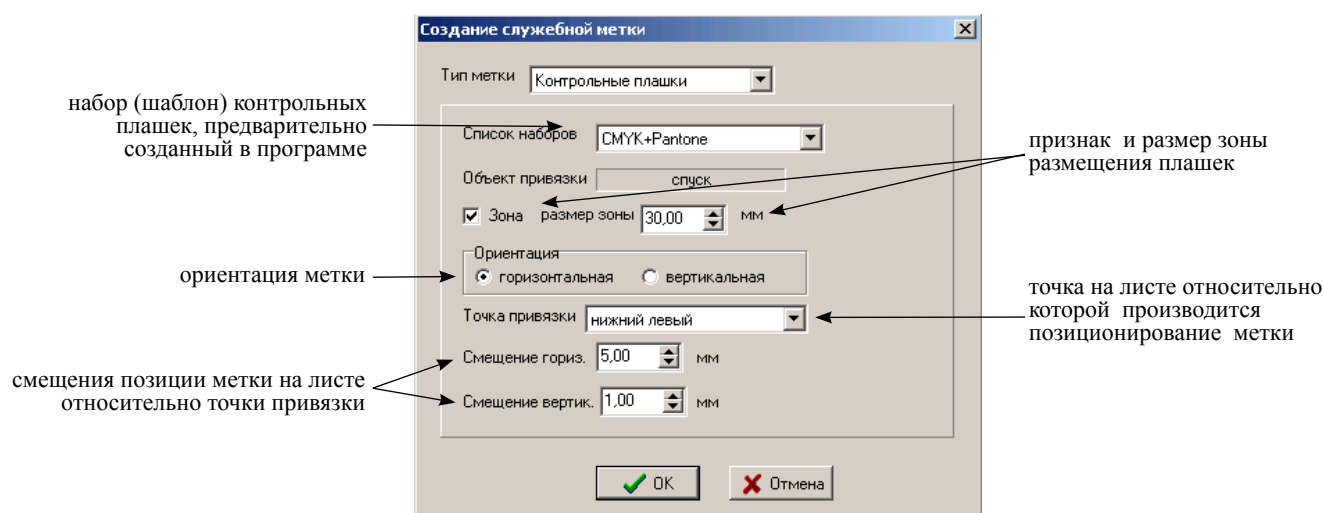 Создание служебной метки
Тип метки Контрольные плашки
набор (шаблон) контрольных
плашек, предварительно
созданный в программе
Список наборов CMYK+Pantone
признак и размер зоны
размещения плашек
Объект привязки спуск
Зона размер зоны 30,00 мм
Ориентация
горизонтальная вертикальная
ориентация метки
точка на листе относительно
которой производится
позиционирование метки
Точка привязки нижний левый
Смещение гориз. 5,00 мм
смещения позиции метки на листе
относительно точки привязки
Смещение вертик. 1,00 мм
OK Отмена